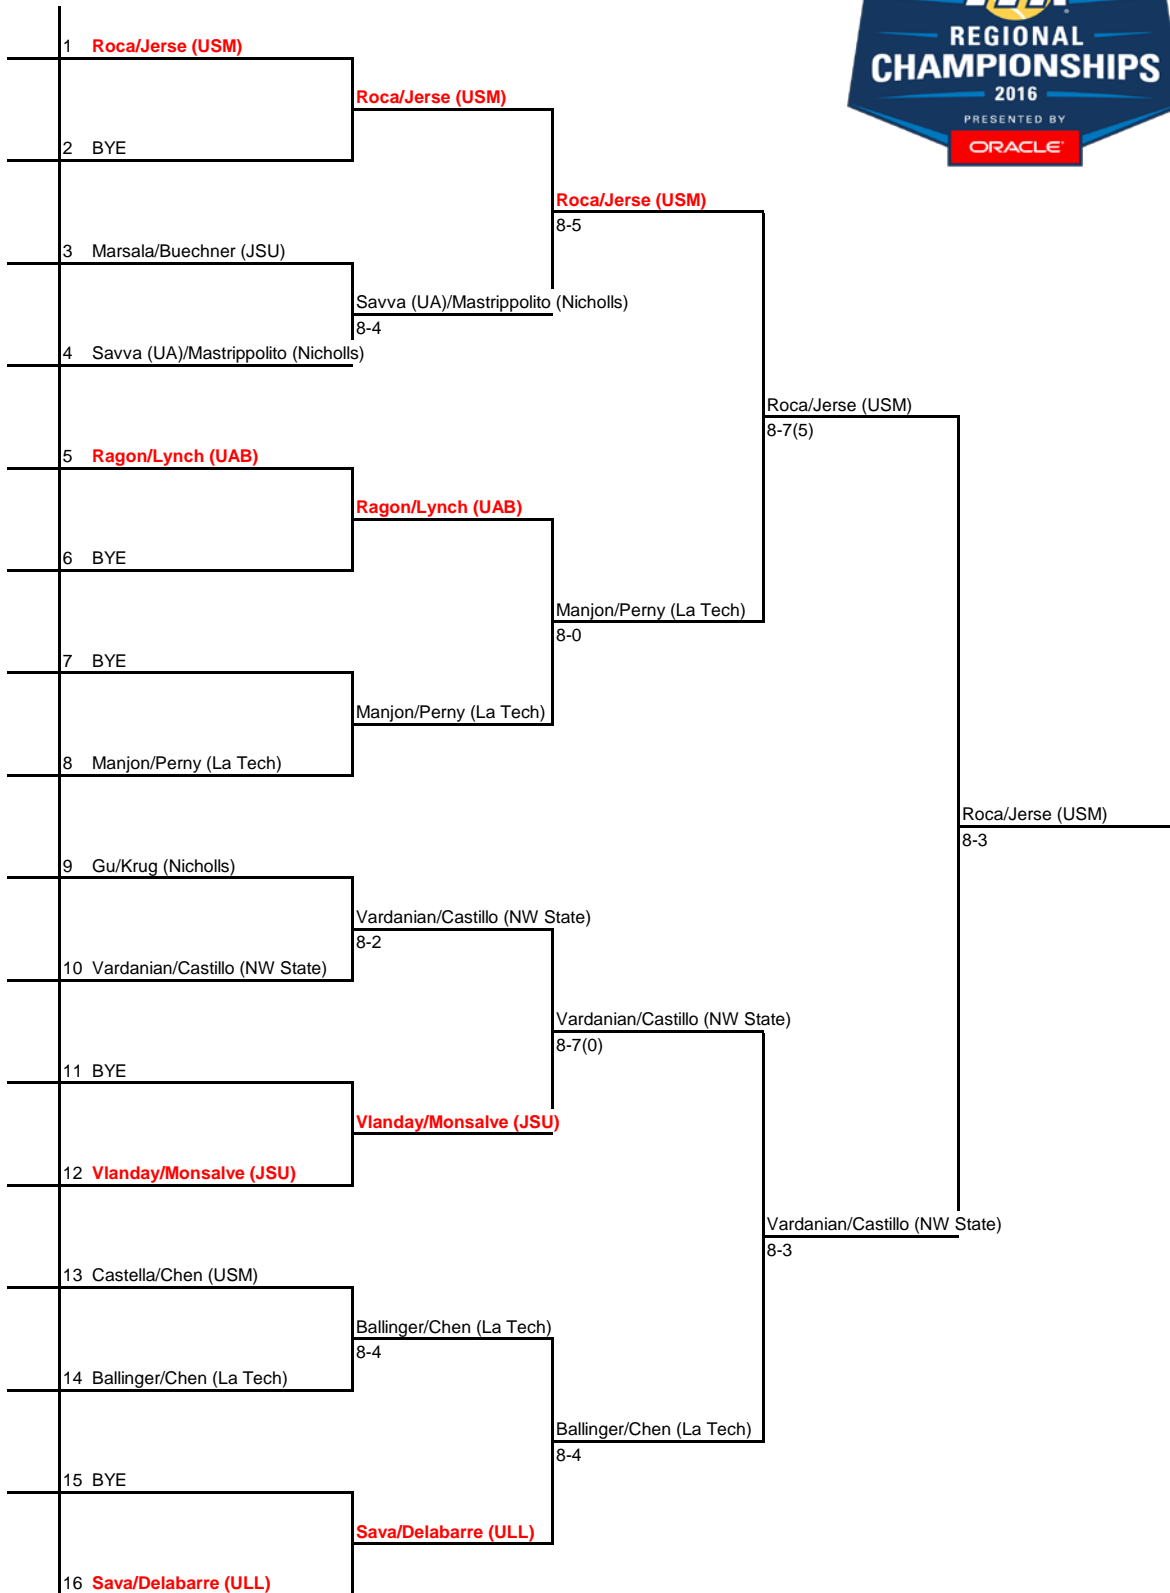 REGIONAL
CHAMPIONSHIPS
2016
PRESENTED BY
ORACLE
1 Roca/Jerse (USM)
Roca/Jerse (USM)
2 BYE
Roca/Jerse (USM)
8-5
3 Marsala/Buechner (JSU)
Savva (UA)/Mastrippolito (Nicholls)
8-4
4 Savva (UA)/Mastrippolito (Nicholls)
Roca/Jerse (USM)
8-7(5)
5 Ragon/Lynch (UAB)
Ragon/Lynch (UAB)
6 BYE
Manjon/Perny (La Tech)
8-0
7 BYE
Manjon/Perny (La Tech)
8 Manjon/Perny (La Tech)
Roca/Jerse (USM)
8-3
9 Gu/Krug (Nicholls)
Vardanian/Castillo (NW State)
8-2
10 Vardanian/Castillo (NW State)
Vardanian/Castillo (NW State)
8-7(0)
11 BYE
Vlanday/Monsalve (JSU)
12 Vlanday/Monsalve (JSU)
Vardanian/Castillo (NW State)
8-3
13 Castella/Chen (USM)
Ballinger/Chen (La Tech)
8-4
14 Ballinger/Chen (La Tech)
Ballinger/Chen (La Tech)
8-4
15 BYE
Sava/Delabarre (ULL)
16 Sava/Delabarre (ULL)